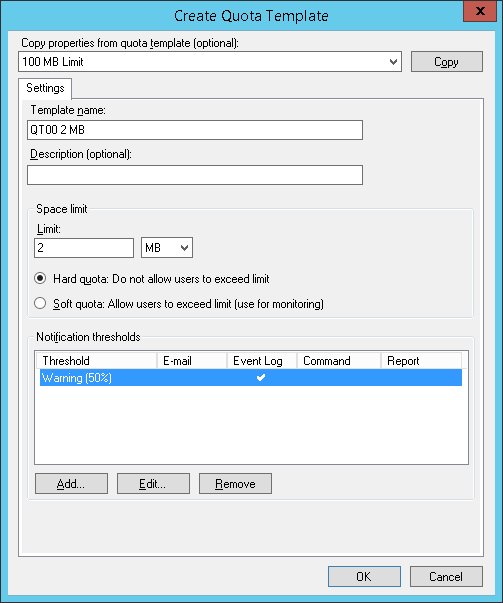 Create Quota Template
x
Copy properties from quota template (optional):
100 MB Limit
Copy
Settings
Template name:
QT00 2 MB
Description (optional):
Space limit
Limit:
2 MB
Hard quota: Do not allow users to exceed limit
Soft quota: Allow users to exceed limit (use for monitoring)
Notification thresholds
Threshold E-mail Event Log Command Report
Warning (50%)
Add... Edit... Remove
OK Cancel